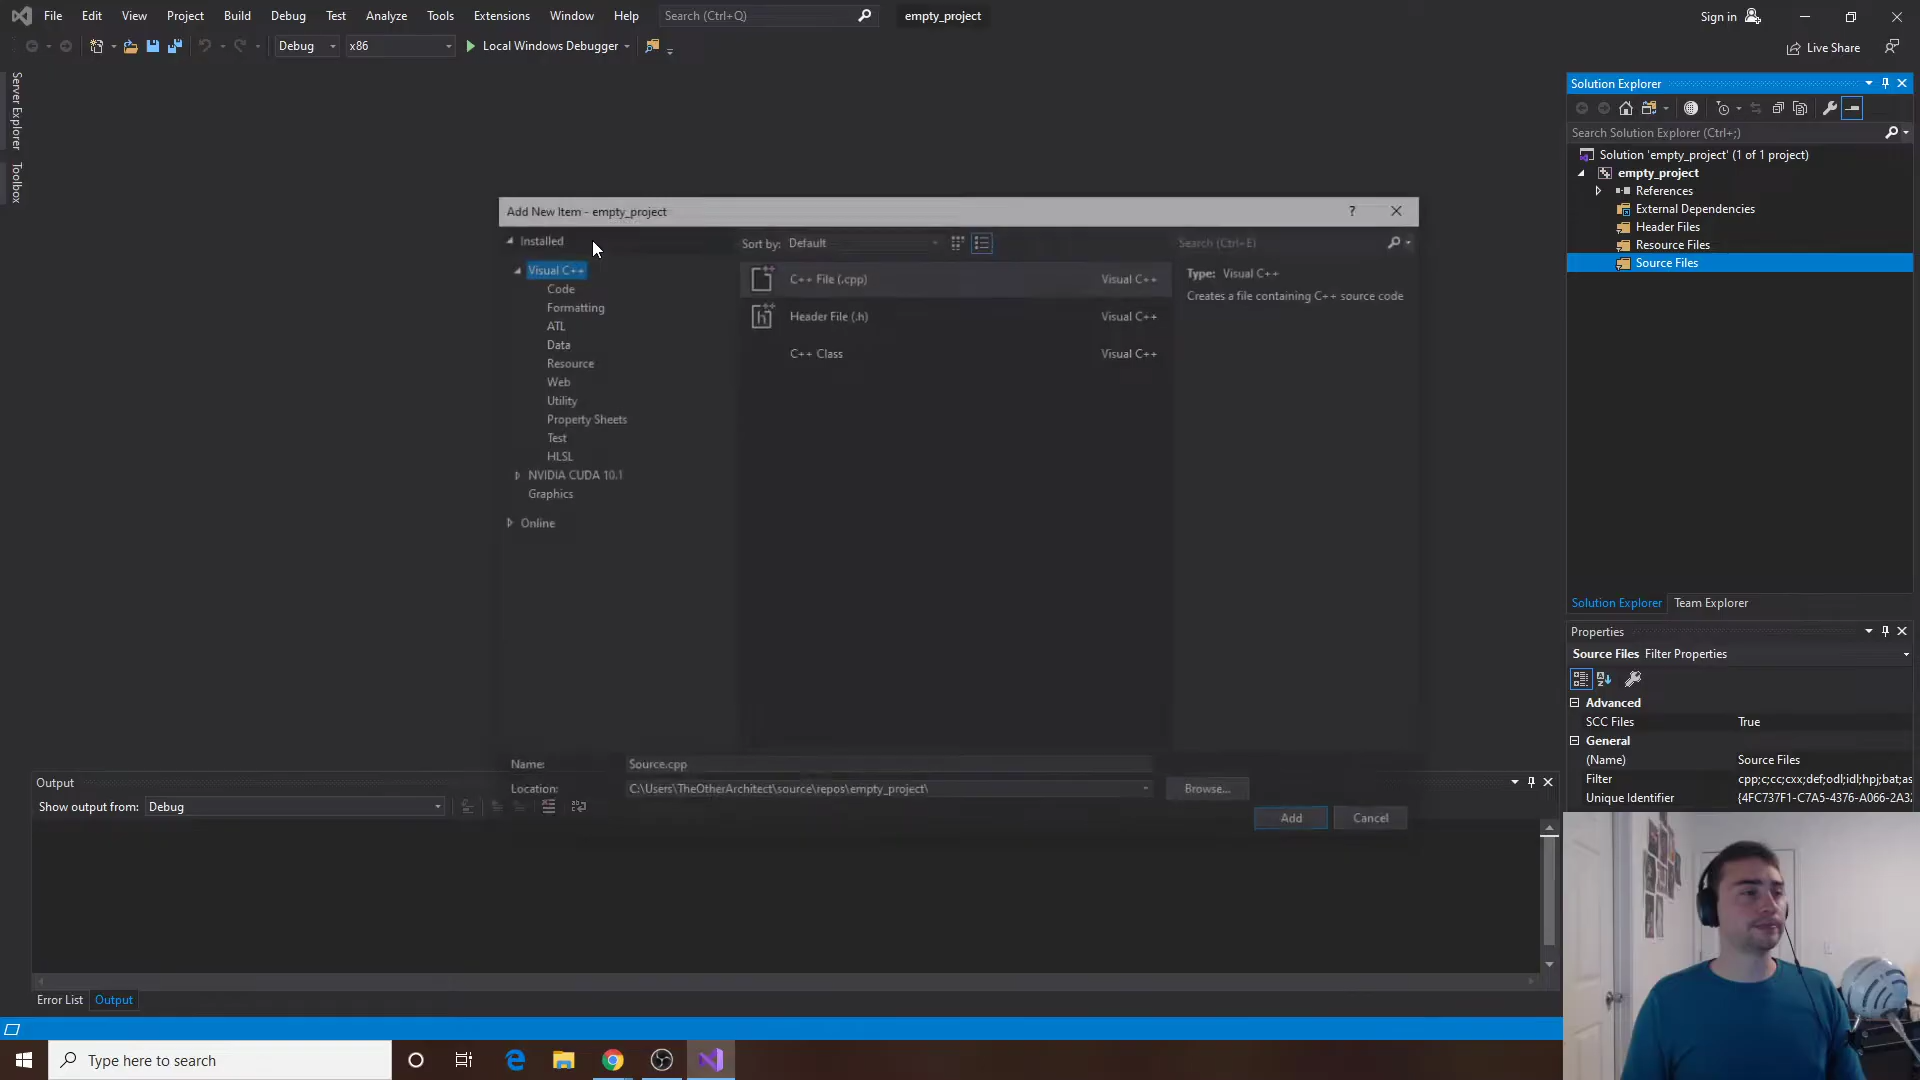 File Edit View Project Build Debug Test Analyze Tools Extensions Window Help Search (Ctrl+Q) empty_project Sign in
Debug x86 Local Windows Debugger Live Share
Server Explorer
Toolbox
Solution Explorer
Search Solution Explorer (Ctrl+;)
Solution 'empty_project' (1 of 1 project)
empty_project
References
External Dependencies
Header Files
Resource Files
Source Files
Solution Explorer Team Explorer
Add New Item - empty_project ?
Installed
Visual C++
Code
Formatting
ATL
Data
Resource
Web
Utility
Property Sheets
Test
HLSL
NVIDIA CUDA 10.1
Graphics
Online
Sort by: Default
C++ File (.cpp) Visual C++
Header File (.h) Visual C++
C++ Class Visual C++
Search (Ctrl+E)
Type: Visual C++
Creates a file containing C++ source code
Name: Source.cpp
Location: C:\Users\TheOtherArchitect\source\repos\empty_project\ Browse...
Add Cancel
Properties
Source Files Filter Properties
Advanced
SCC Files True
General
(Name) Source Files
Filter cpp;c;cc;cxx;def;odl;idl;hpj;bat;as
Unique Identifier {4FC737F1-C7A5-4376-A066-2A32
Output
Show output from: Debug
Error List Output
Type here to search